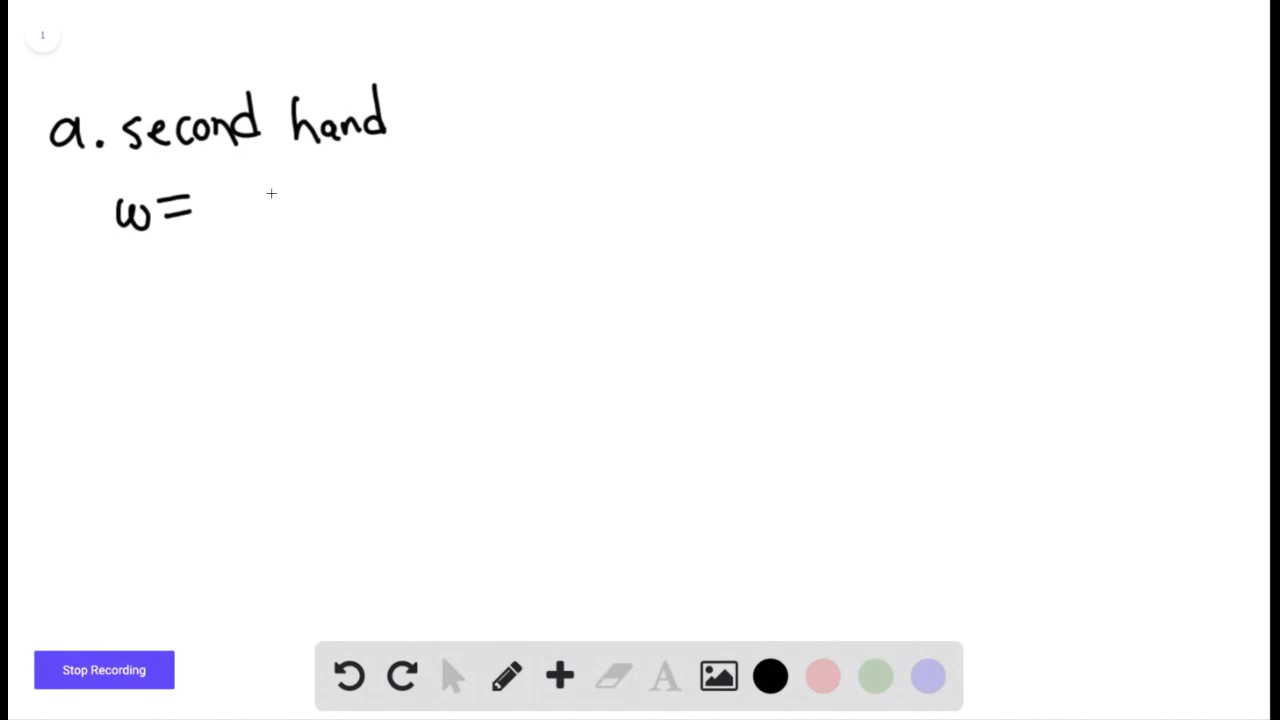 1
a. second hand
ω=
Stop Recording
A